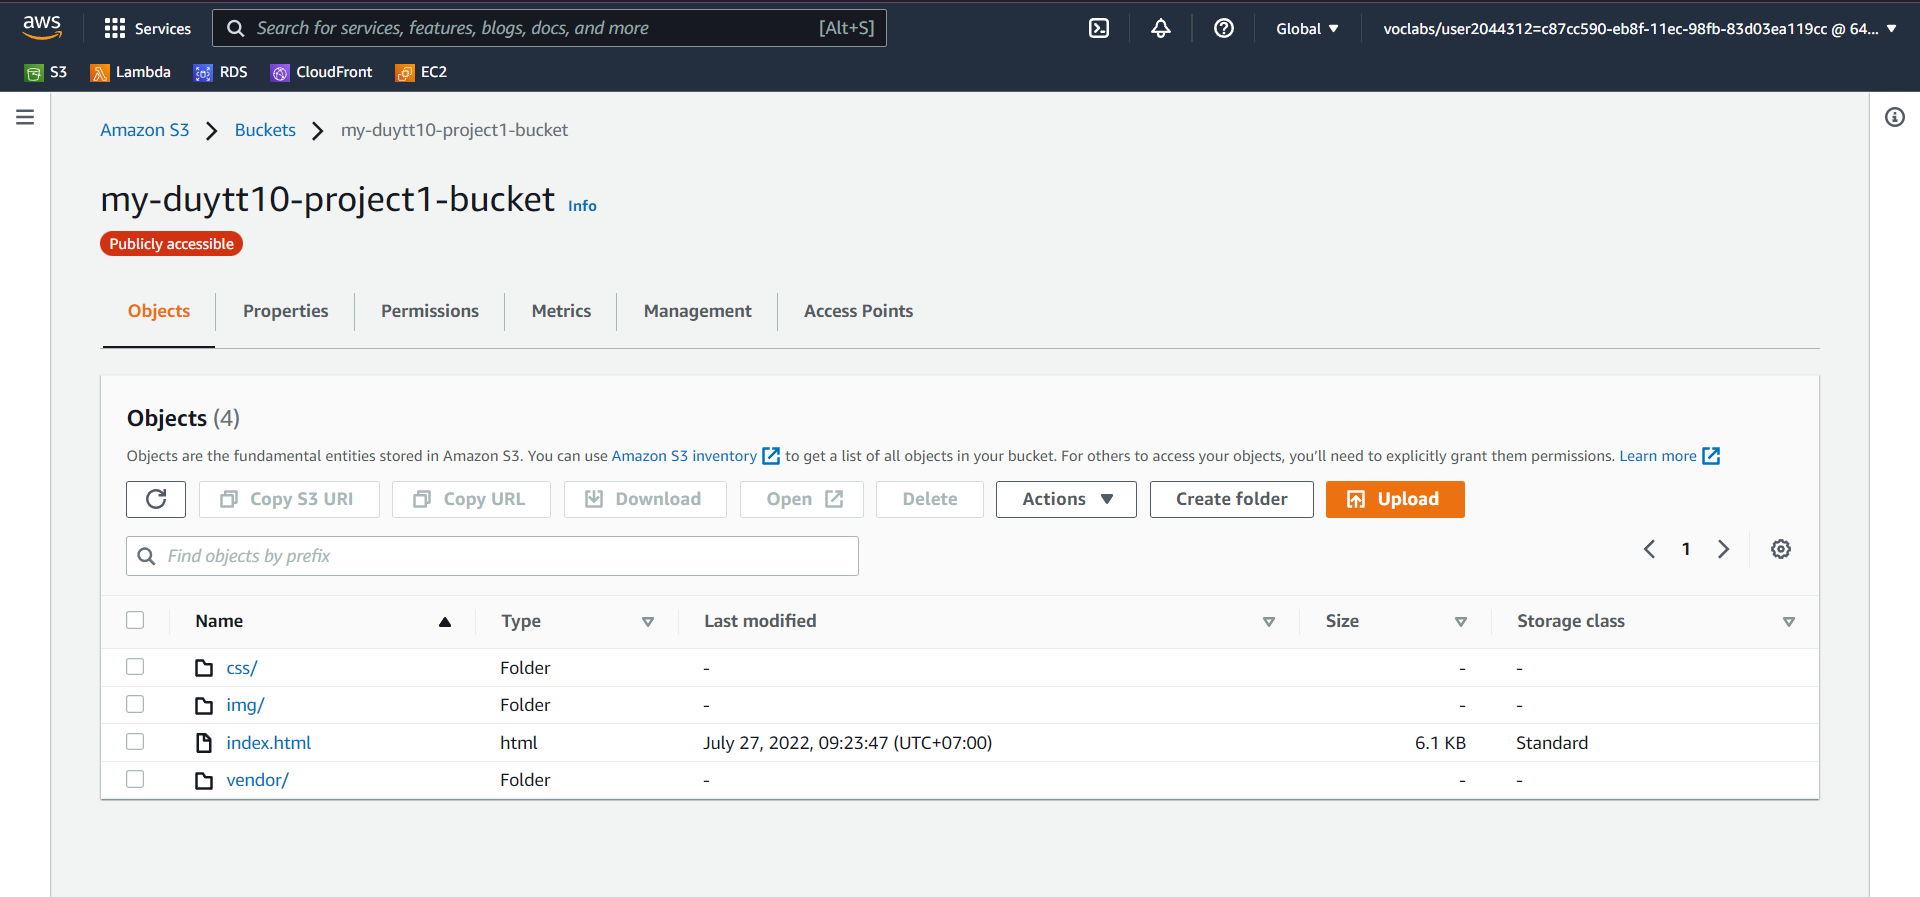 aws Services Search for services, features, blogs, docs, and more [Alt+S] Global voclabs/user2044312=c87cc590-eb8f-11ec-98fb-83d03ea119cc @ 64...
S3 Lambda RDS CloudFront EC2
Amazon S3 Buckets my-duytt10-project1-bucket
my-duytt10-project1-bucket Info
Publicly accessible
Objects Properties Permissions Metrics Management Access Points
Objects (4)
Objects are the fundamental entities stored in Amazon S3. You can use Amazon S3 inventory to get a list of all objects in your bucket. For others to access your objects, you'll need to explicitly grant them permissions. Learn more
Copy S3 URI Copy URL Download Open Delete Actions Create folder Upload
Find objects by prefix 1
Name Type Last modified Size Storage class
css/ Folder - - -
img/ Folder - - -
index.html html July 27, 2022, 09:23:47 (UTC+07:00) 6.1 KB Standard
vendor/ Folder - - -